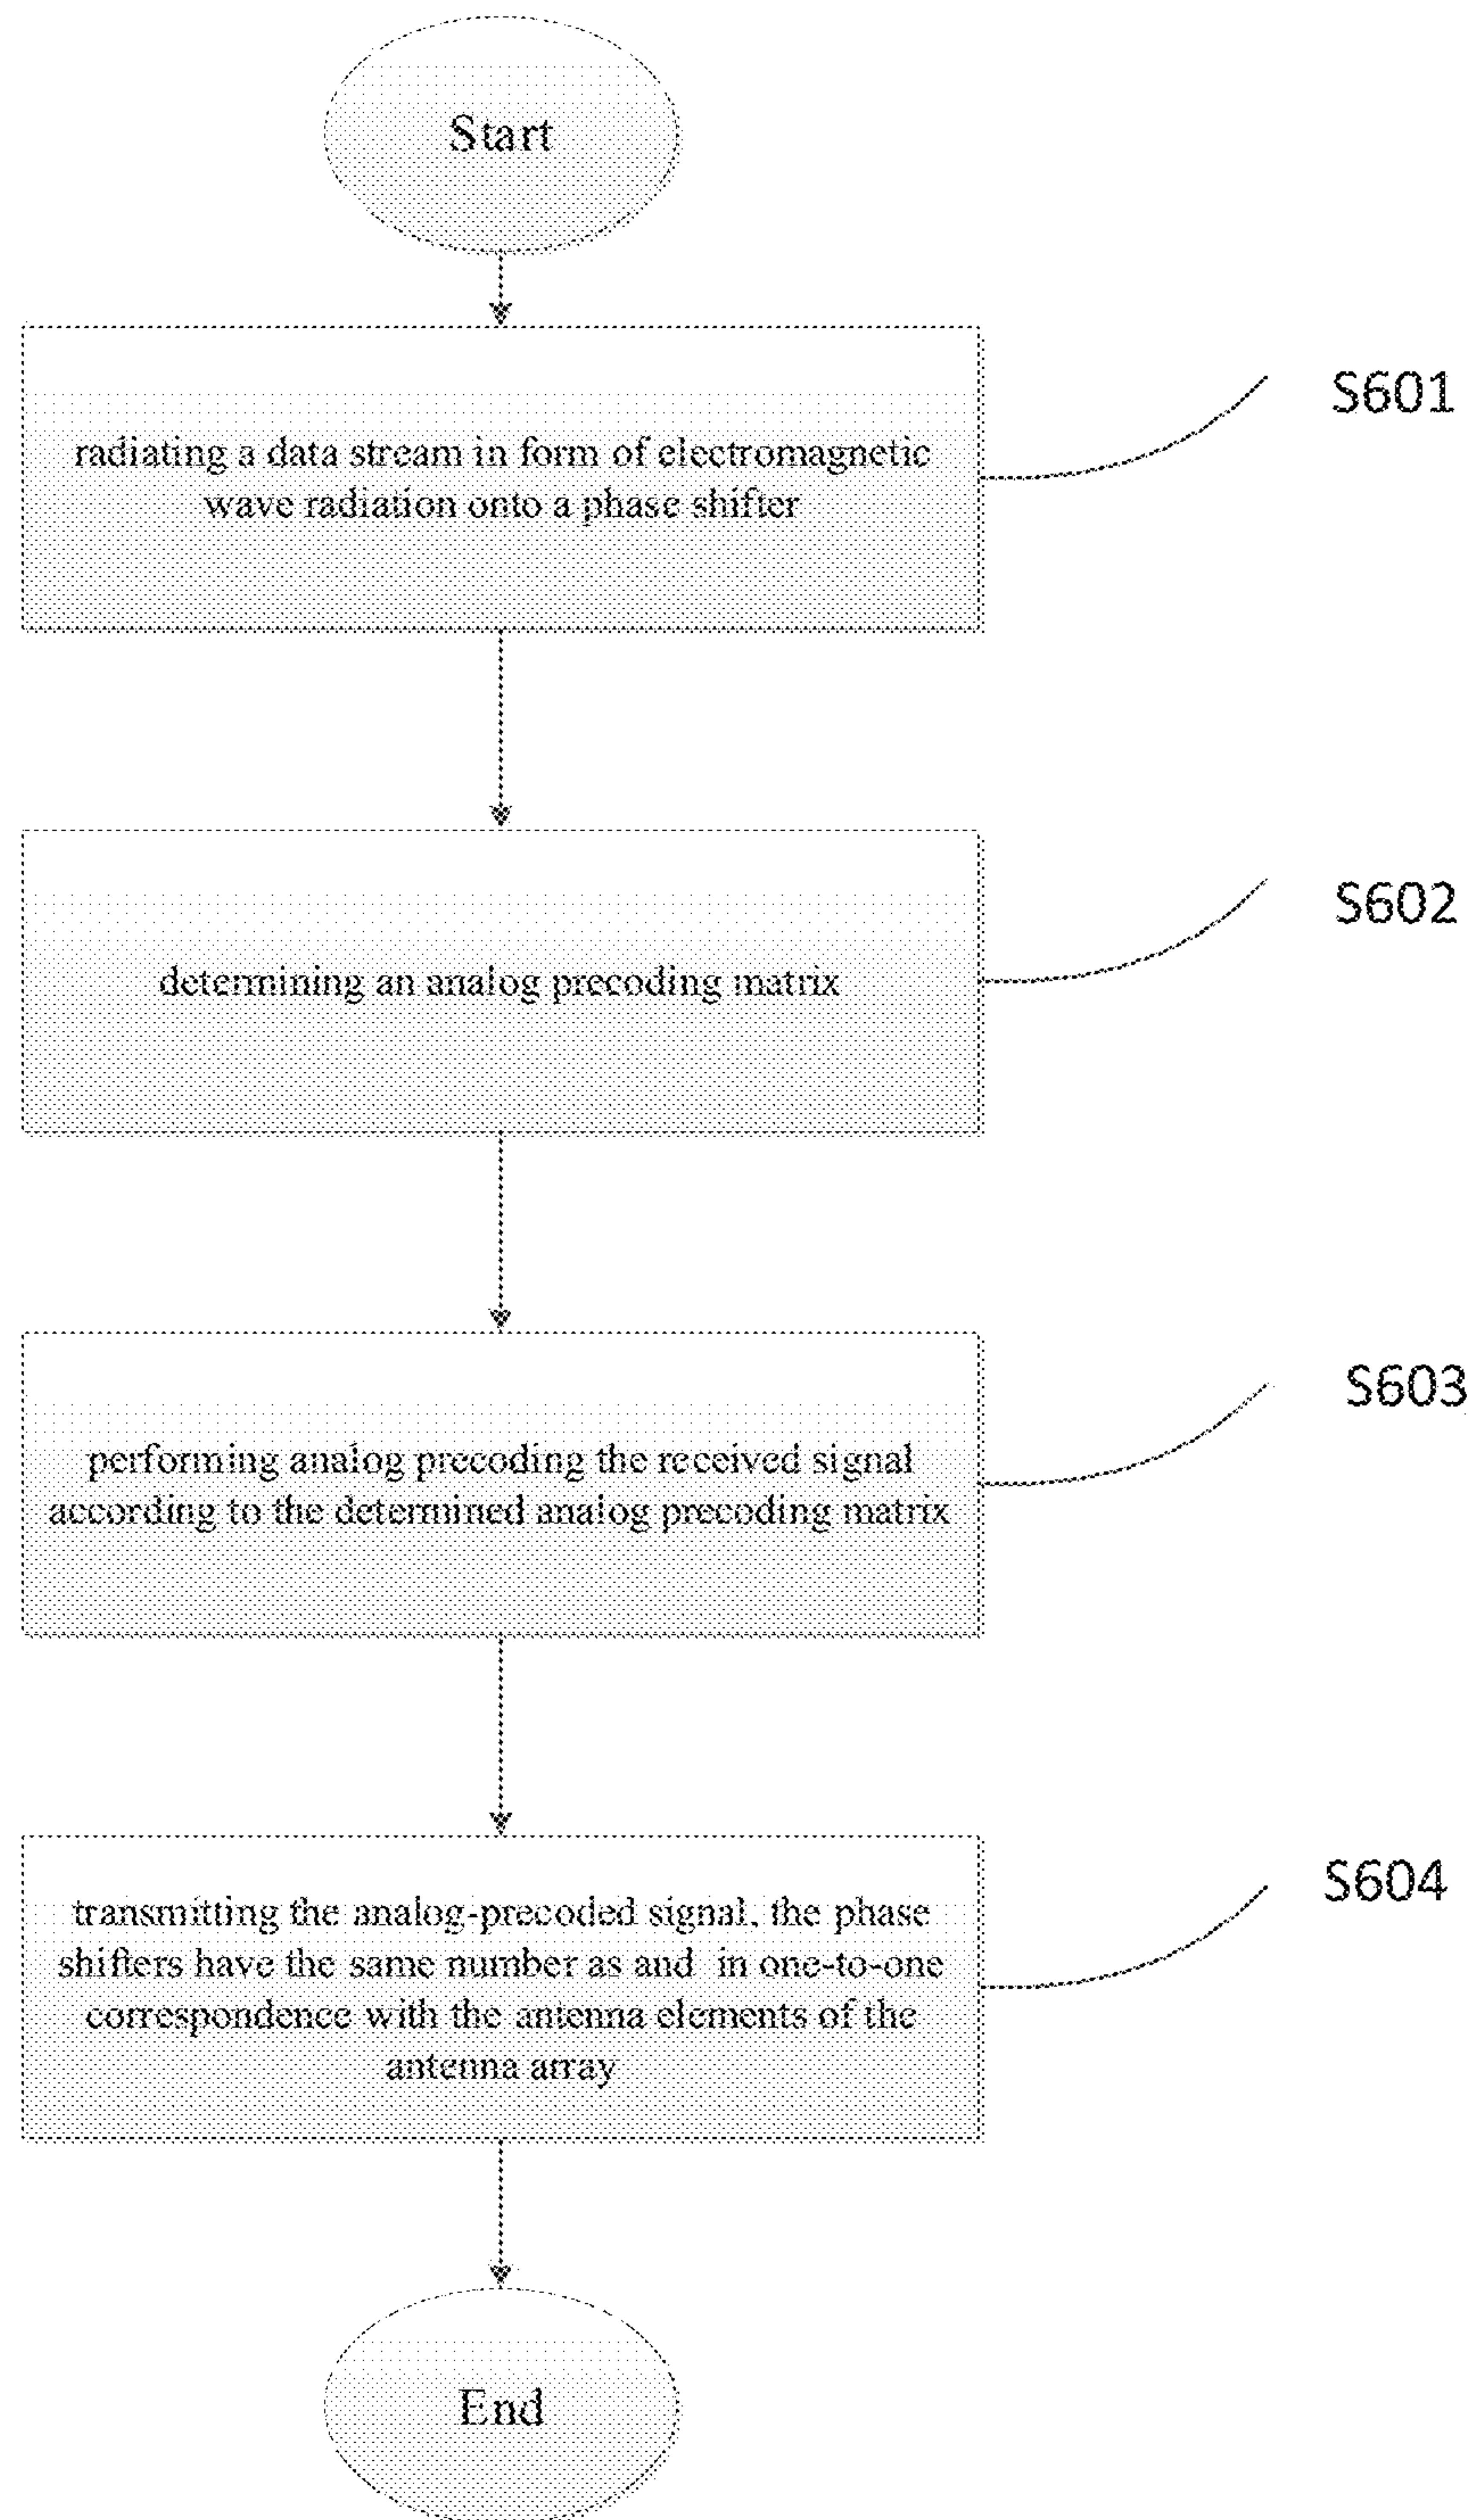 Start
radiating a data stream in form of electromagnetic
wave radiation onto a phase shifter
S601
determining an analog precoding matrix
S602
performing analog precoding the received signal
according to the determined analog precoding matrix
S603
transmitting the analog-precoded signal, the phase
shifters have the same number as and in one-to-one
correspondence with the antenna elements of the
antenna array
S604
End